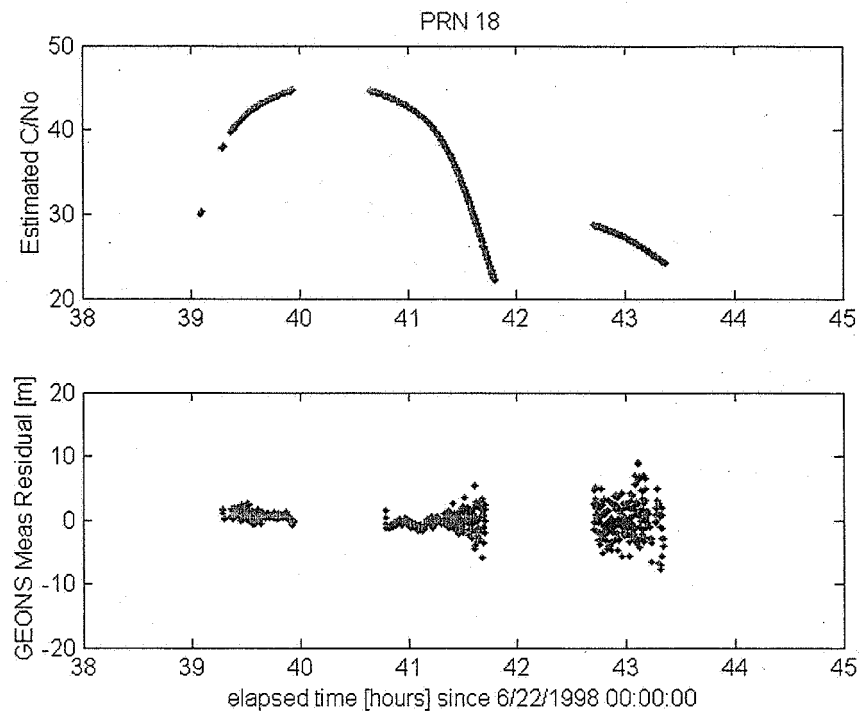 PRN 18
Estimated C/No
50
40
30
20
38 39 40 41 42 43 44 45
GEONS Meas Residual [m]
20
10
0
-10
-20
38 39 40 41 42 43 44 45
elapsed time [hours] since 6/22/1998 00:00:00